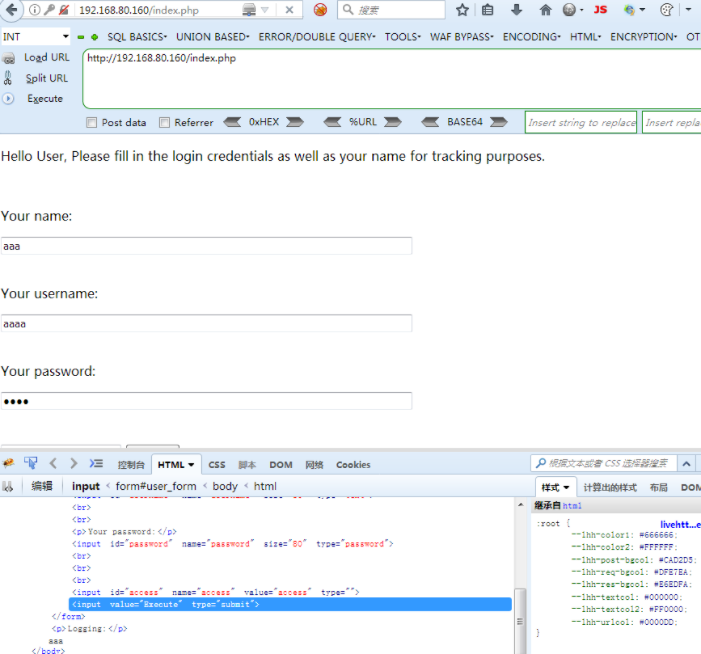 192.168.80.160/index.php
搜索
JS
INT
SQL BASICS
UNION BASED
ERROR/DOUBLE QUERY
TOOLS
WAF BYPASS
ENCODING
HTML
ENCRYPTION
OT
Load URL
http://192.168.80.160/index.php
Split URL
Execute
Post data
Referrer
0xHEX
%URL
BASE64
Insert string to replace
Insert repla
Hello User, Please fill in the login credentials as well as your name for tracking purposes.
Your name:
aaa
Your username:
aaaa
Your password:
控制台
HTML
CSS
脚本
DOM
网络
Cookies
根据文本或者 CSS 选择器搜索
编辑
input < form#user_form < body < html
样式
计算出的样式
布局
DOM
继承自 html
<br>
<br>
<p>Your password:</p>
<input id="password" name="password" size="80" type="password">
<br>
<br>
<br>
<input id="access" name="access" value="access" type="">
<input value="Execute" type="submit">
</form>
<p>Logging:</p>
aaa
</body>
:root {
livehtt...e
--lhh-color1: #666666;
--lhh-color2: #FFFFFF;
--lhh-post-bgcol: #CAD2D5;
--lhh-req-bgcol: #DFE7EA;
--lhh-res-bgcol: #E6EDFA;
--lhh-textcol: #000000;
--lhh-textcol2: #FF0000;
--lhh-urlcol: #0000DD;
}